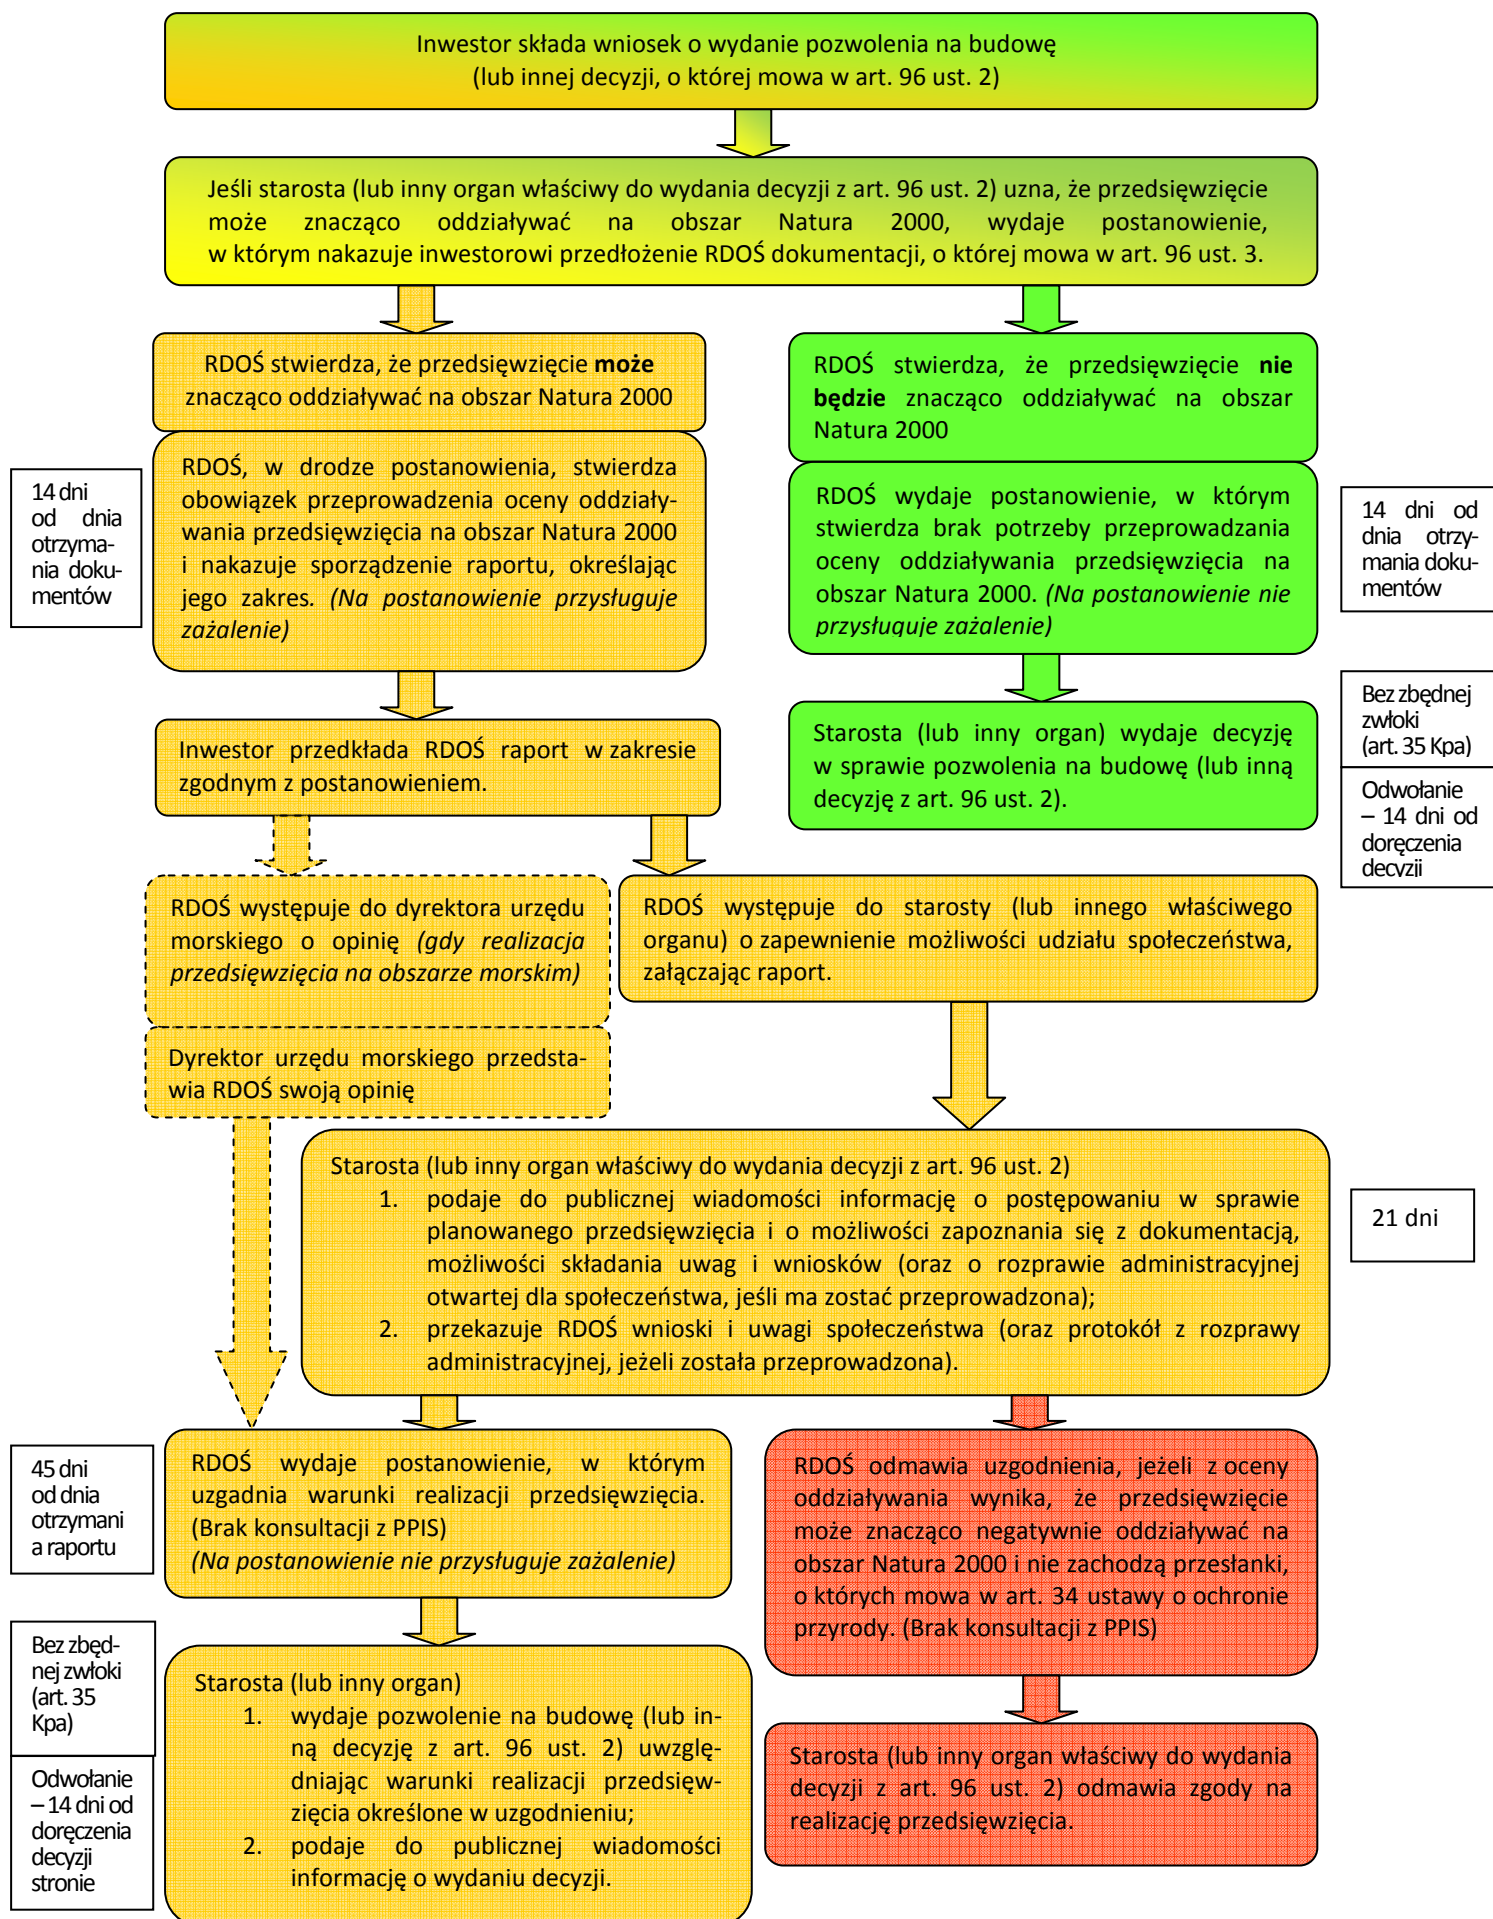 Inwestor składa wniosek o wydanie pozwolenia na budowę
(lub innej decyzji, o której mowa w art. 96 ust. 2)
Jeśli starosta (lub inny organ właściwy do wydania decyzji z art. 96 ust. 2) uzna, że przedsięwzięcie
może znacząco oddziaływać na obszar Natura 2000, wydaje postanowienie,
w którym nakazuje inwestorowi przedłożenie RDOŚ dokumentacji, o której mowa w art. 96 ust. 3.
RDOŚ stwierdza, że przedsięwzięcie może
znacząco oddziaływać na obszar Natura 2000
RDOŚ stwierdza, że przedsięwzięcie nie
będzie znacząco oddziaływać na obszar
Natura 2000
14 dni
od dnia
otrzyma-
nia doku-
mentów
RDOŚ, w drodze postanowienia, stwierdza
obowiązek przeprowadzenia oceny oddziały-
wania przedsięwzięcia na obszar Natura 2000
i nakazuje sporządzenie raportu, określając
jego zakres. (Na postanowienie przysługuje
zażalenie)
RDOŚ wydaje postanowienie, w którym
stwierdza brak potrzeby przeprowadzania
oceny oddziaływania przedsięwzięcia na
obszar Natura 2000. (Na postanowienie nie
przysługuje zażalenie)
14 dni od
dnia otrzy-
mania doku-
mentów
Inwestor przedkłada RDOŚ raport w zakresie
zgodnym z postanowieniem.
Starosta (lub inny organ) wydaje decyzję
w sprawie pozwolenia na budowę (lub inną
decyzję z art. 96 ust. 2).
Bez zbędnej
zwłoki
(art. 35 Kpa)
Odwołanie
– 14 dni od
doręczenia
decyzji
RDOŚ występuje do dyrektora urzędu
morskiego o opinię (gdy realizacja
przedsięwzięcia na obszarze morskim)
RDOŚ występuje do starosty (lub innego właściwego
organu) o zapewnienie możliwości udziału społeczeństwa,
załączając raport.
Dyrektor urzędu morskiego przedsta-
wia RDOŚ swoją opinię
Starosta (lub inny organ właściwy do wydania decyzji z art. 96 ust. 2)
1. podaje do publicznej wiadomości informację o postępowaniu w sprawie
planowanego przedsięwzięcia i o możliwości zapoznania się z dokumentacją,
możliwości składania uwag i wniosków (oraz o rozprawie administracyjnej
otwartej dla społeczeństwa, jeśli ma zostać przeprowadzona);
2. przekazuje RDOŚ wnioski i uwagi społeczeństwa (oraz protokół z rozprawy
administracyjnej, jeżeli została przeprowadzona).
21 dni
45 dni
od dnia
otrzymani
a raportu
RDOŚ wydaje postanowienie, w którym
uzgadnia warunki realizacji przedsięwzięcia.
(Brak konsultacji z PPIS)
(Na postanowienie nie przysługuje zażalenie)
RDOŚ odmawia uzgodnienia, jeżeli z oceny
oddziaływania wynika, że przedsięwzięcie
może znacząco negatywnie oddziaływać na
obszar Natura 2000 i nie zachodzą przesłanki,
o których mowa w art. 34 ustawy o ochronie
przyrody. (Brak konsultacji z PPIS)
Bez zbęd-
nej zwłoki
(art. 35
Kpa)
Odwołanie
– 14 dni od
doręczenia
decyzji
stronie
Starosta (lub inny organ)
1. wydaje pozwolenie na budowę (lub in-
ną decyzję z art. 96 ust. 2) uwzglę-
dniając warunki realizacji przedsięw-
zięcia określone w uzgodnieniu;
2. podaje do publicznej wiadomości
informację o wydaniu decyzji.
Starosta (lub inny organ właściwy do wydania
decyzji z art. 96 ust. 2) odmawia zgody na
realizację przedsięwzięcia.